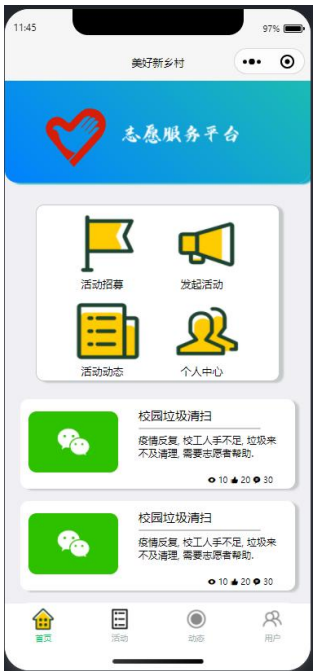 11:45
97%
美好新乡村
志愿服务平台
活动招募
发起活动
活动动态
个人中心
校园垃圾清扫
疫情反复, 校工人手不足, 垃圾来
不及清理, 需要志愿者帮助.
10 20 30
校园垃圾清扫
疫情反复, 校工人手不足, 垃圾来
不及清理, 需要志愿者帮助.
10 20 30
首页
活动
动态
用户